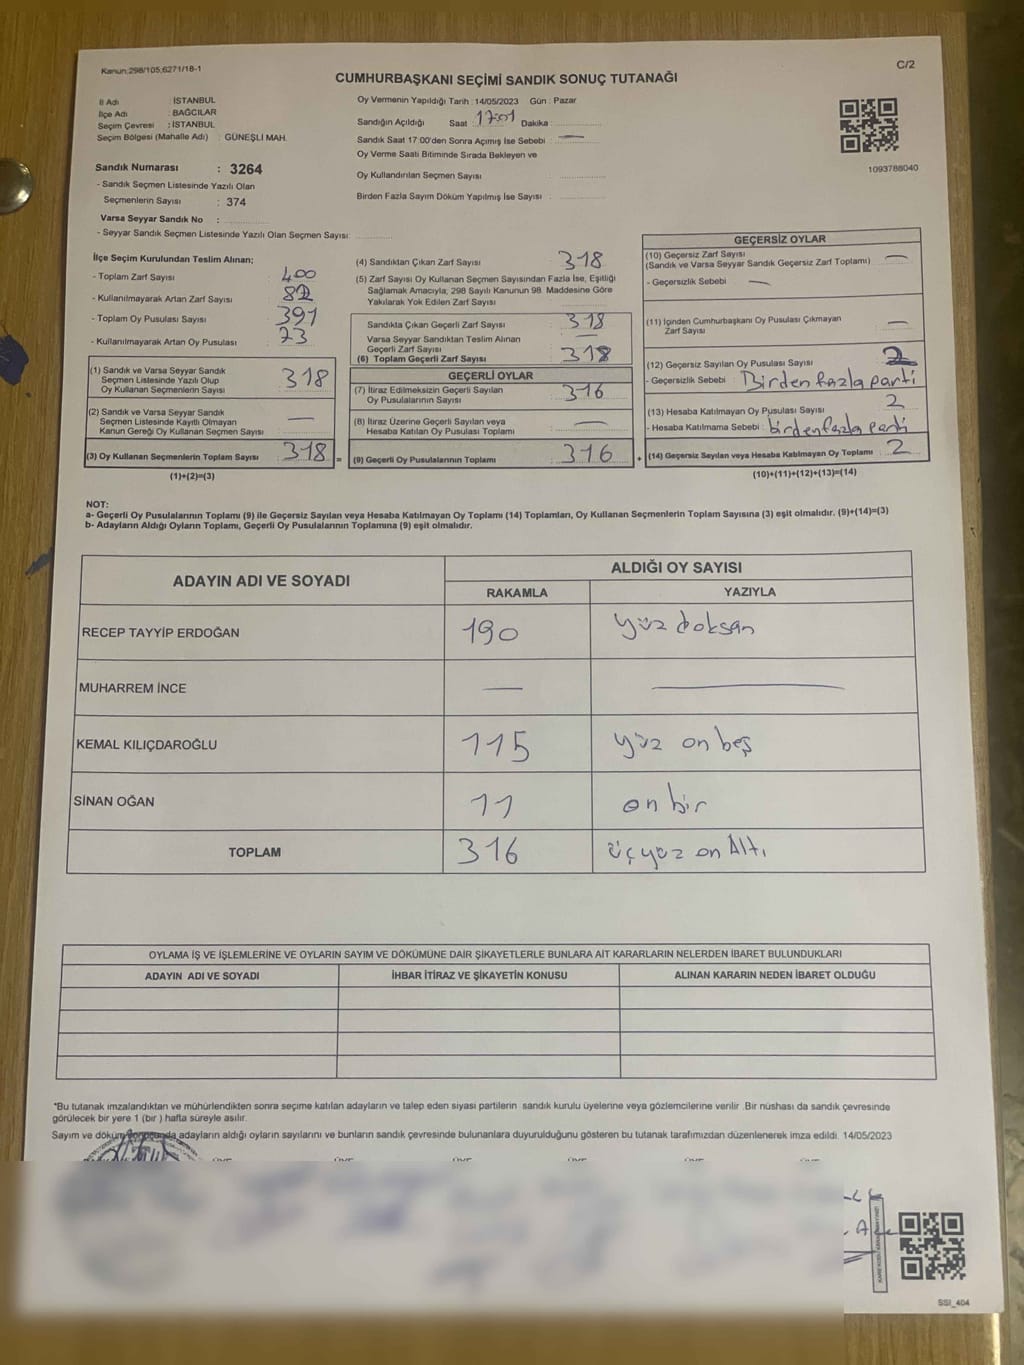 Kanun:298/105;6271/18-1
C/2
CUMHURBAŞKANI SEÇİMİ SANDIK SONUÇ TUTANAĞI
İl Adı : İSTANBUL
İlçe Adı : BAĞCILAR
Seçim Çevresi : İSTANBUL
Seçim Bölgesi (Mahalle Adı) : GÜNEŞLİ MAH.
Sandık Numarası : 3264
- Sandık Seçmen Listesinde Yazılı Olan
Seçmenlerin Sayısı : 374
Varsa Seyyar Sandık No :
- Seyyar Sandık Seçmen Listesinde Yazılı Olan Seçmen Sayısı:
Oy Vermenin Yapıldığı Tarih : 14/05/2023 Gün : Pazar
Sandığın Açıldığı Saat : 17:01 Dakika :
Sandık Saat 17:00'den Sonra Açımış İse Sebebi : —
Oy Verme Saati Bitiminde Sırada Bekleyen ve
Oy Kullandırılan Seçmen Sayısı
Birden Fazla Sayım Döküm Yapılmış İse Sayısı :
1093788040
İlçe Seçim Kurulundan Teslim Alınan;
- Toplam Zarf Sayısı : 400
- Kullanılmayarak Artan Zarf Sayısı : 82
- Toplam Oy Pusulası Sayısı : 391
- Kullanılmayarak Artan Oy Pusulası : 73
(1) Sandık ve Varsa Seyyar Sandık
Seçmen Listesinde Yazılı Olup
Oy Kullanan Seçmenlerin Sayısı : 318
(2) Sandık ve Varsa Seyyar Sandık
Seçmen Listesinde Kayıtlı Olmayan
Kanun Gereği Oy Kullanan Seçmen Sayısı : —
(3) Oy Kullanan Seçmenlerin Toplam Sayısı : 318 =
(1)+(2)=(3)
(4) Sandıktan Çıkan Zarf Sayısı : 318
(5) Zarf Sayısı Oy Kullanan Seçmen Sayısından Fazla İse, Eşitliği
Sağlamak Amacıyla; 298 Sayılı Kanunun 98. Maddesine Göre
Yakılarak Yok Edilen Zarf Sayısı
Sandıkta Çıkan Geçerli Zarf Sayısı : 318
Varsa Seyyar Sandıktan Teslim Alınan
Geçerli Zarf Sayısı : —
(6) Toplam Geçerli Zarf Sayısı : 318
GEÇERLİ OYLAR
(7) İtiraz Edilmeksizin Geçerli Sayılan
Oy Pusulalarının Sayısı : 316
(8) İtiraz Üzerine Geçerli Sayılan veya
Hesaba Katılan Oy Pusulası Toplamı : —
(9) Geçerli Oy Pusulalarının Toplamı : 316 +
GEÇERSİZ OYLAR
(10) Geçersiz Zarf Sayısı
(Sandık ve Varsa Seyyar Sandık Geçersiz Zarf Toplamı) : —
- Geçersizlik Sebebi : —
(11) İçinden Cumhurbaşkanı Oy Pusulası Çıkmayan
Zarf Sayısı : —
(12) Geçersiz Sayılan Oy Pusulası Sayısı : 2
- Geçersizlik Sebebi : Birden fazla parti
(13) Hesaba Katılmayan Oy Pusulası Sayısı : 2
- Hesaba Katılmama Sebebi : birden fazla parti
(14) Geçersiz Sayılan veya Hesaba Katılmayan Oy Toplamı : 2
(10)+(11)+(12)+(13)=(14)
NOT:
a- Geçerli Oy Pusulalarının Toplamı (9) ile Geçersiz Sayılan veya Hesaba Katılmayan Oy Toplamı (14) Toplamları, Oy Kullanan Seçmenlerin Toplam Sayısına (3) eşit olmalıdır. (9)+(14)=(3)
b- Adayların Aldığı Oyların Toplamı, Geçerli Oy Pusulalarının Toplamına (9) eşit olmalıdır.
ADAYIN ADI VE SOYADI
ALDIĞI OY SAYISI
RAKAMLA YAZIYLA
RECEP TAYYİP ERDOĞAN 190 yüz doksan
MUHARREM İNCE — —
KEMAL KILIÇDAROĞLU 115 yüz on beş
SİNAN OĞAN 11 on bir
TOPLAM 316 üçyüz on Altı
OYLAMA İŞ VE İŞLEMLERİNE VE OYLARIN SAYIM VE DÖKÜMÜNE DAİR ŞİKAYETLERLE BUNLARA AİT KARARLARIN NELERDEN İBARET BULUNDUKLARI
ADAYIN ADI VE SOYADI İHBAR İTİRAZ VE ŞİKAYETİN KONUSU ALINAN KARARIN NEDEN İBARET OLDUĞU
*Bu tutanak imzalandıktan ve mühürlendikten sonra seçime katılan adayların ve talep eden siyasi partilerin sandık kurulu üyelerine veya gözlemcilerine verilir. Bir nüshası da sandık çevresinde
görülecek bir yere 1 (bir) hafta süreyle asılır.
Sayım ve döküm sonucunda adayların aldığı oyların sayılarını ve bunların sandık çevresinde bulunanlara duyurulduğunu gösteren bu tutanak tarafımızdan düzenlenerek imza edildi. 14/05/2023
SSI_404